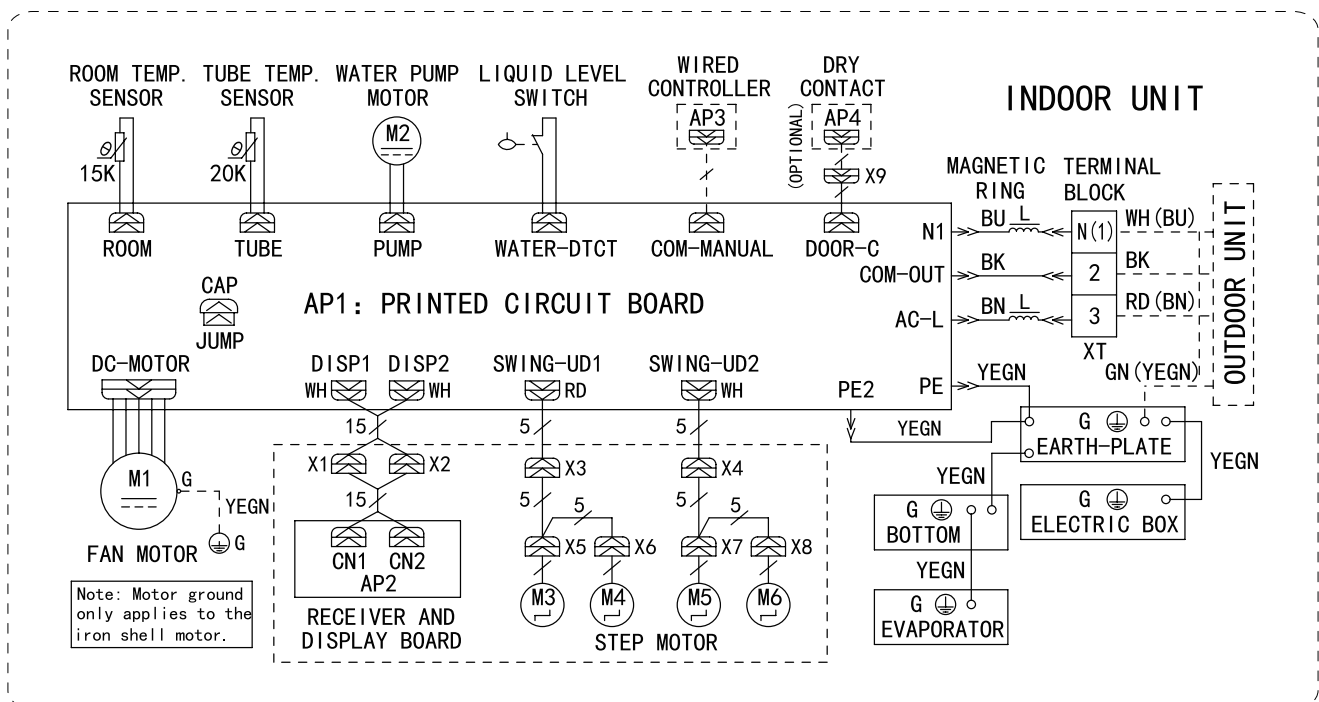 ROOM TEMP. SENSOR
TUBE TEMP. SENSOR
WATER PUMP MOTOR
LIQUID LEVEL SWITCH
WIRED CONTROLLER
DRY CONTACT
INDOOR UNIT
15K
20K
M2
AP3
(OPTIONAL)
AP4
X9
MAGNETIC RING
TERMINAL BLOCK
ROOM
TUBE
PUMP
WATER-DTCT
COM-MANUAL
DOOR-C
N1
BU
L
N(1)
WH(BU)
COM-OUT
BK
2
BK
AC-L
BN
L
3
RD(BN)
XT
OUTDOOR UNIT
CAP
JUMP
AP1: PRINTED CIRCUIT BOARD
DC-MOTOR
DISP1
DISP2
SWING-UD1
SWING-UD2
WH
WH
RD
WH
PE2
PE
YEGN
GN(YEGN)
YEGN
G
EARTH-PLATE
YEGN
YEGN
15
5
5
X1
X2
X3
X4
15
5
5
5
5
M1
G
YEGN
G
FAN MOTOR
CN1
CN2
AP2
X5
X6
X7
X8
M3
M4
M5
M6
RECEIVER AND
DISPLAY BOARD
STEP MOTOR
G
BOTTOM
G
ELECTRIC BOX
YEGN
G
EVAPORATOR
Note: Motor ground
only applies to the
iron shell motor.